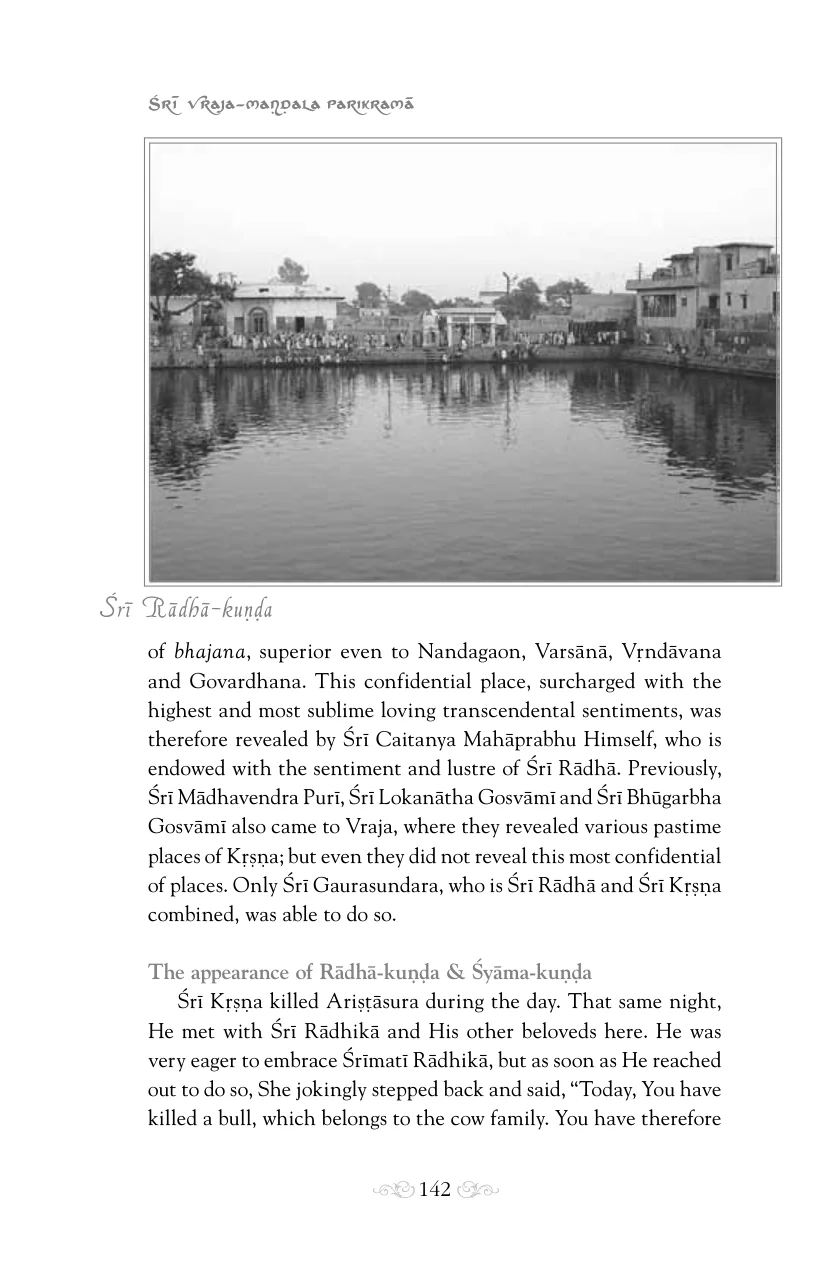 Śrī Vraja-maṇḍala Parikramā
Śrī Rādhā-kuṇḍa
of bhajana, superior even to Nandagaon, Varsānā, Vṛndāvana
and Govardhana. This confidential place, surcharged with the
highest and most sublime loving transcendental sentiments, was
therefore revealed by Śrī Caitanya Mahāprabhu Himself, who is
endowed with the sentiment and lustre of Śrī Rādhā. Previously,
Śrī Mādhavendra Purī, Śrī Lokanātha Gosvāmī and Śrī Bhūgarbha
Gosvāmī also came to Vraja, where they revealed various pastime
places of Kṛṣṇa; but even they did not reveal this most confidential
of places. Only Śrī Gaurasundara, who is Śrī Rādhā and Śrī Kṛṣṇa
combined, was able to do so.
The appearance of Rādhā-kuṇḍa & Śyāma-kuṇḍa
Śrī Kṛṣṇa killed Ariṣṭāsura during the day. That same night,
He met with Śrī Rādhikā and His other beloveds here. He was
very eager to embrace Śrīmatī Rādhikā, but as soon as He reached
out to do so, She jokingly stepped back and said, “Today, You have
killed a bull, which belongs to the cow family. You have therefore
142